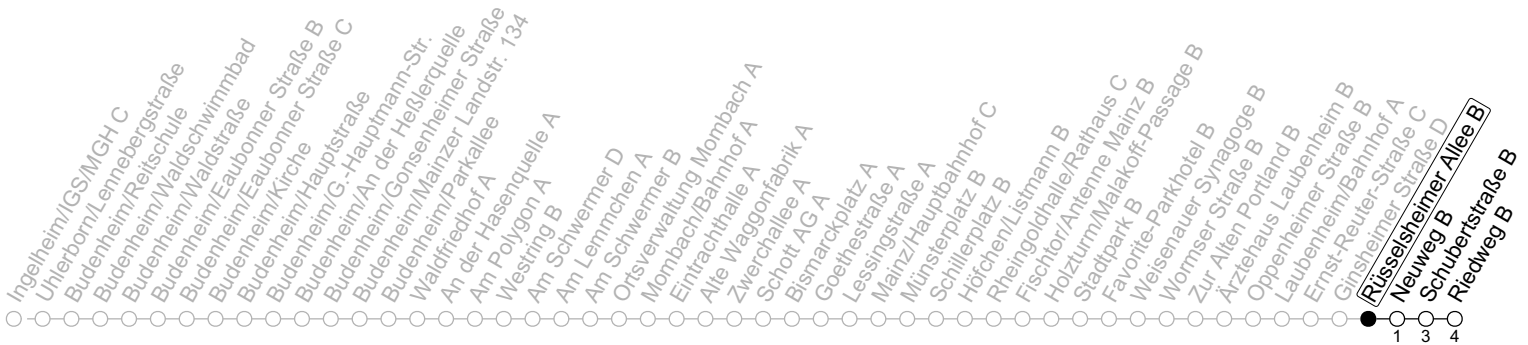 Ingelheim/IGS/MGH C
Uhlerborn/Lennebergstraße
Budenheim/Reitschule
Budenheim/Waldschwimmbad
Budenheim/Waldstraße
Budenheim/Eaubonner Straße B
Budenheim/Eaubonner Straße C
Budenheim/Kirche
Budenheim/Hauptstraße
Budenheim/G.-Hauptmann-Str.
Budenheim/An der Heßlerquelle
Budenheim/Gonsenheimer Straße
Budenheim/Mainzer Landstr. 134
Budenheim/Parkallee
Waldfriedhof A
An der Hasenquelle A
Am Polygon A
Westring B
Am Schwermer D
Am Lemmchen A
Am Schwermer B
Ortsverwaltung Mombach A
Mombach/Bahnhof A
Eintrachthalle A
Alte Waggonfabrik A
Zwerchallee A
Schott AG A
Bismarckplatz A
Goethestraße A
Lessingstraße A
Mainz/Hauptbahnhof C
Münsterplatz B
Schillerplatz B
Höfchen/Listmann B
Rheingoldhalle/Rathaus C
Fischtor/Antenne Mainz B
Holzturm/Malakoff-Passage B
Stadtpark B
Favorite-Parkhotel B
Weisenauer Synagoge B
Wormser Straße B
Zur Alten Portland B
Ärztehaus Laubenheim B
Oppenheimer Straße B
Laubenheim/Bahnhof A
Ernst-Reuter-Straße C
Ginsheimer Straße D
Rüsselsheimer Allee B
Neuweg B
Schubertstraße B
Riedweg B
1 3 4